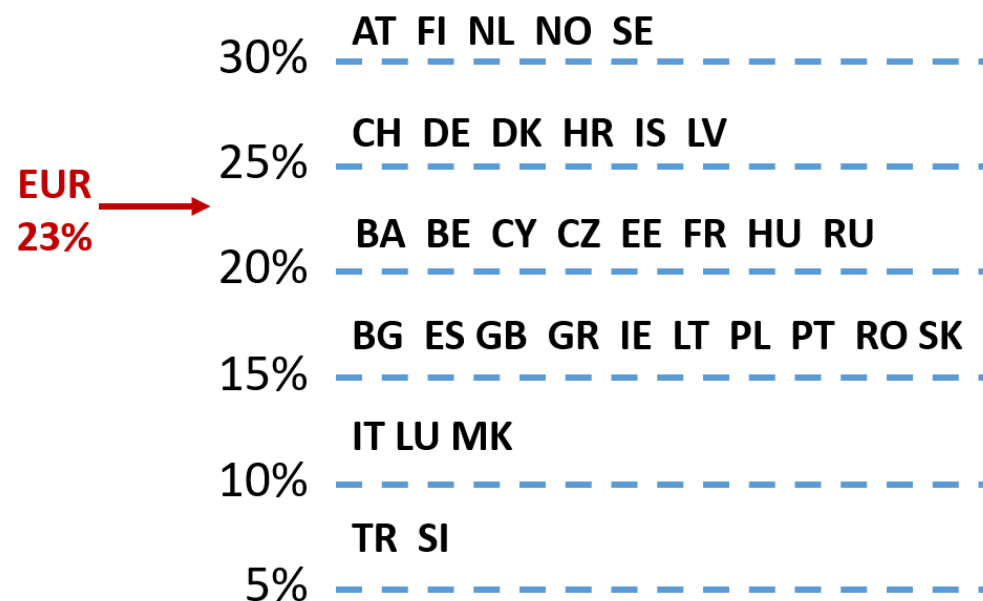 AT FI NL NO SE
30%
CH DE DK HR IS LV
25%
EUR
23%
BA BE CY CZ EE FR HU RU
20%
BG ES GB GR IE LT PL PT RO SK
15%
IT LU MK
10%
TR SI
5%